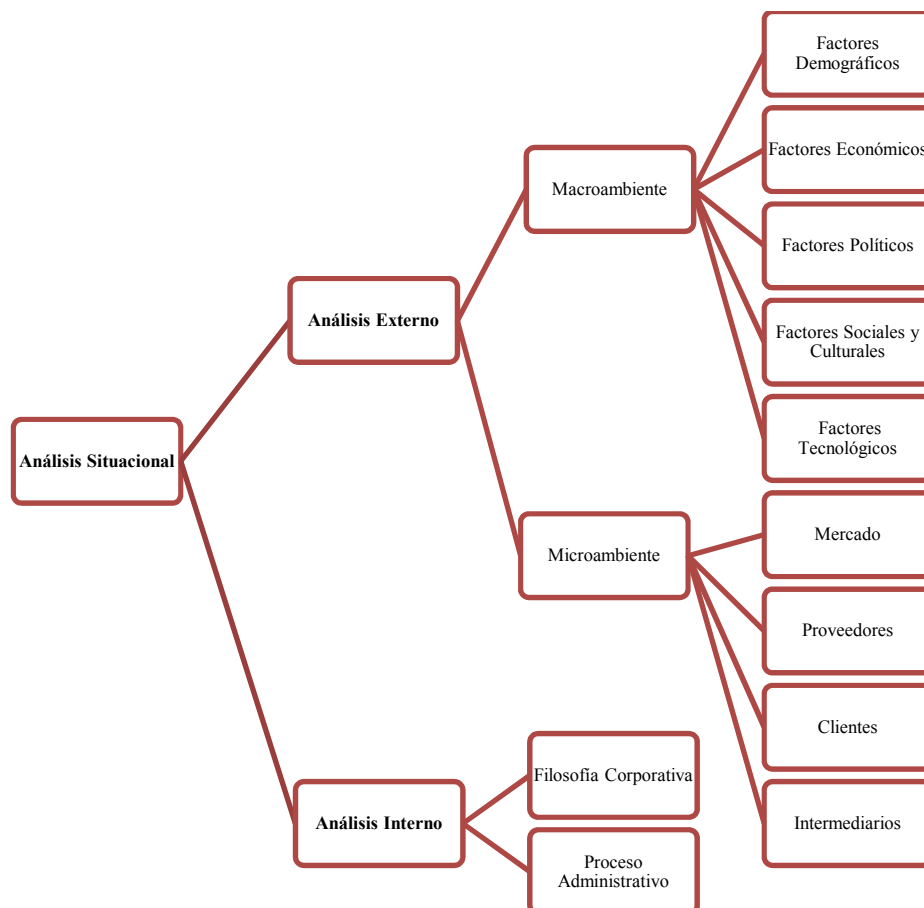 Análisis Situacional
Análisis Externo
Macroambiente
Factores
Demográficos
Factores Económicos
Factores Políticos
Factores Sociales y
Culturales
Factores
Tecnológicos
Microambiente
Mercado
Proveedores
Clientes
Intermediarios
Análisis Interno
Filosofía Corporativa
Proceso
Administrativo